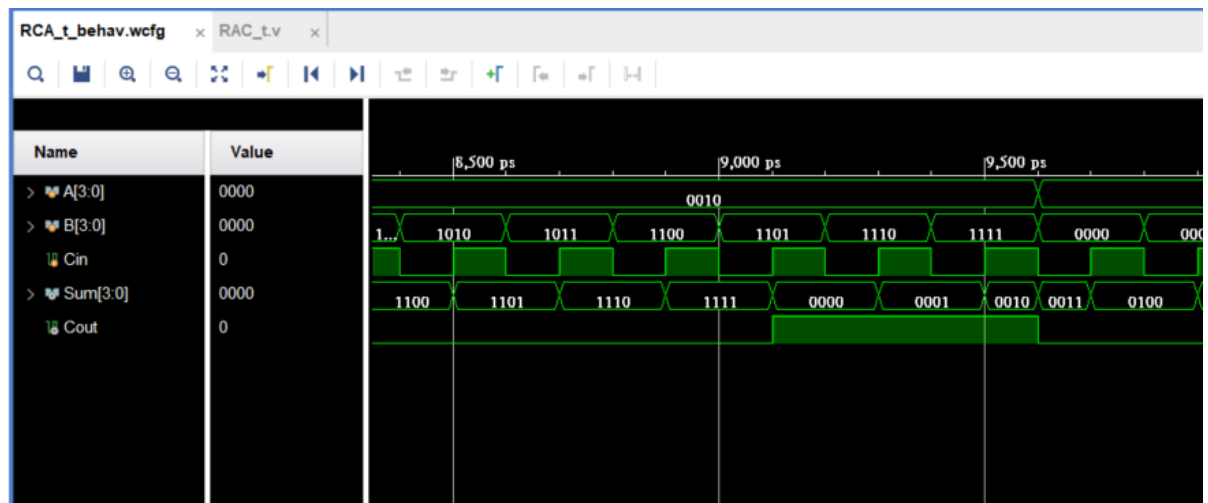 RCA_t_behav.wcfg × RAC_t.v ×
Name Value
8,500 ps 9,000 ps 9,500 ps
A[3:0] 0000 0010
B[3:0] 0000 1... 1010 1011 1100 1101 1110 1111 0000 000
Cin 0
Sum[3:0] 0000 1100 1101 1110 1111 0000 0001 0010 0011 0100
Cout 0